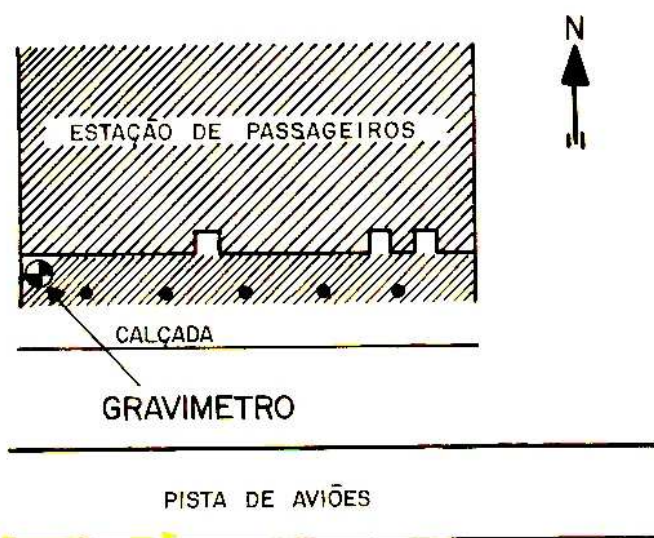 N
ESTAÇÃO DE PASSAGEIROS
CALÇADA
GRAVIMETRO
PISTA DE AVIÕES